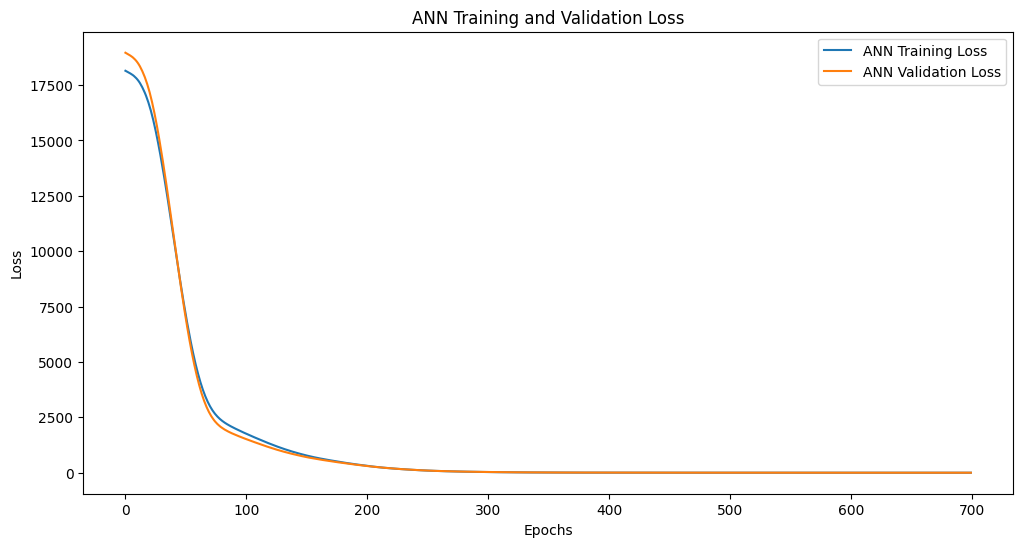 ANN Training and Validation Loss
ANN Training Loss
ANN Validation Loss
17500
15000
12500
10000
7500
5000
2500
0
Loss
0 100 200 300 400 500 600 700
Epochs